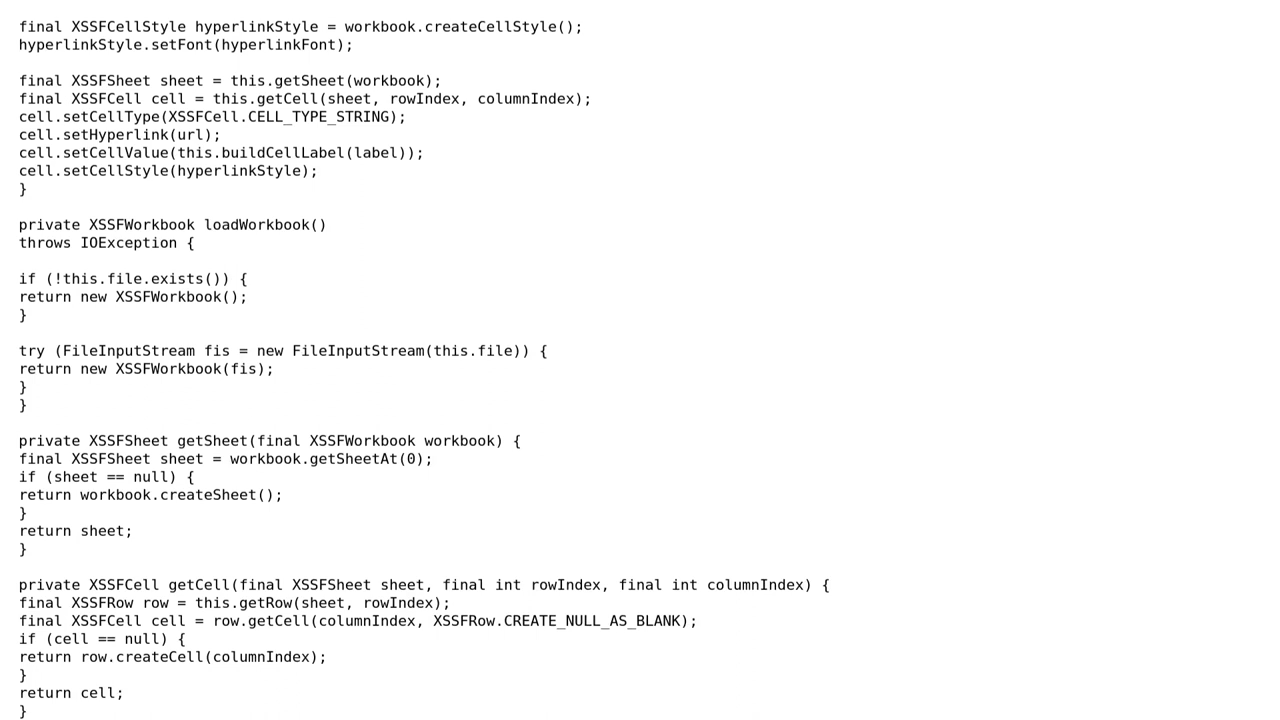 final XSSFCellStyle hyperlinkStyle = workbook.createCellStyle();
hyperlinkStyle.setFont(hyperlinkFont);

final XSSFSheet sheet = this.getSheet(workbook);
final XSSFCell cell = this.getCell(sheet, rowIndex, columnIndex);
cell.setCellType(XSSFCell.CELL_TYPE_STRING);
cell.setHyperlink(url);
cell.setCellValue(this.buildCellLabel(label));
cell.setCellStyle(hyperlinkStyle);
}

private XSSFWorkbook loadWorkbook()
throws IOException {

if (!this.file.exists()) {
return new XSSFWorkbook();
}

try (FileInputStream fis = new FileInputStream(this.file)) {
return new XSSFWorkbook(fis);
}
}

private XSSFSheet getSheet(final XSSFWorkbook workbook) {
final XSSFSheet sheet = workbook.getSheetAt(0);
if (sheet == null) {
return workbook.createSheet();
}
return sheet;
}

private XSSFCell getCell(final XSSFSheet sheet, final int rowIndex, final int columnIndex) {
final XSSFRow row = this.getRow(sheet, rowIndex);
final XSSFCell cell = row.getCell(columnIndex, XSSFRow.CREATE_NULL_AS_BLANK);
if (cell == null) {
return row.createCell(columnIndex);
}
return cell;
}